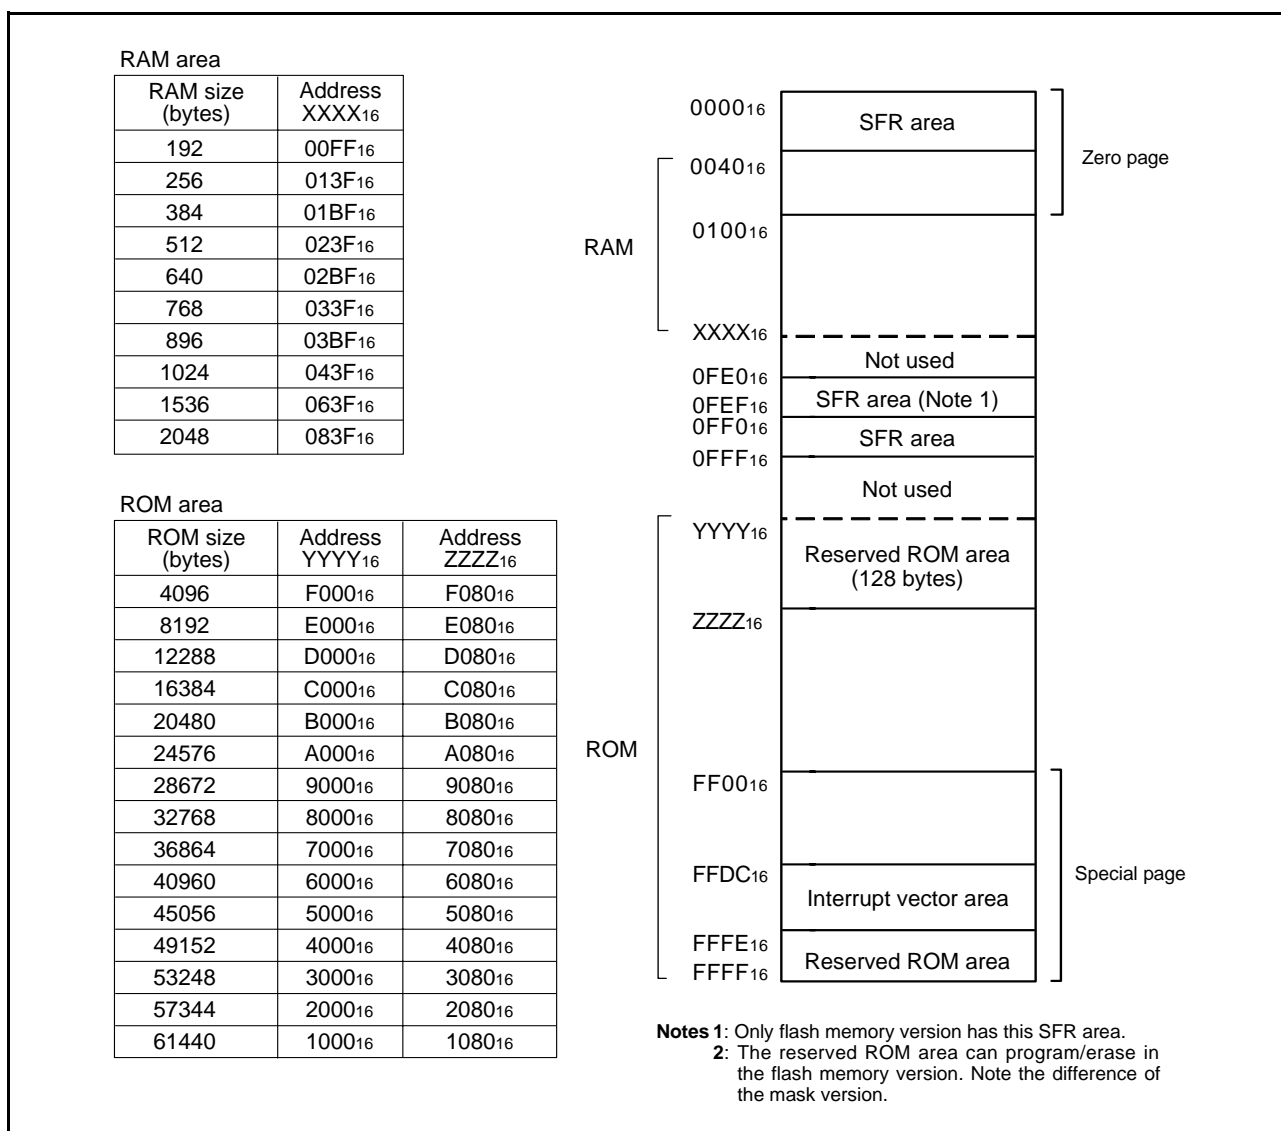 RAM area
RAM size (bytes) Address XXXX16
192 00FF16
256 013F16
384 01BF16
512 023F16
640 02BF16
768 033F16
896 03BF16
1024 043F16
1536 063F16
2048 083F16
ROM area
ROM size (bytes) Address YYYY16 Address ZZZZ16
4096 F00016 F08016
8192 E00016 E08016
12288 D00016 D08016
16384 C00016 C08016
20480 B00016 B08016
24576 A00016 A08016
28672 900016 908016
32768 800016 808016
36864 700016 708016
40960 600016 608016
45056 500016 508016
49152 400016 408016
53248 300016 308016
57344 200016 208016
61440 100016 108016
000016
SFR area
Zero page
004016
010016
RAM
XXXX16
Not used
0FE016
SFR area (Note 1)
0FEF16
0FF016
SFR area
0FFF16
Not used
YYYY16
Reserved ROM area
(128 bytes)
ZZZZ16
ROM
FF0016
FFDC16
Special page
Interrupt vector area
FFFE16
Reserved ROM area
FFFF16
Notes 1: Only flash memory version has this SFR area.
2: The reserved ROM area can program/erase in
the flash memory version. Note the difference of
the mask version.